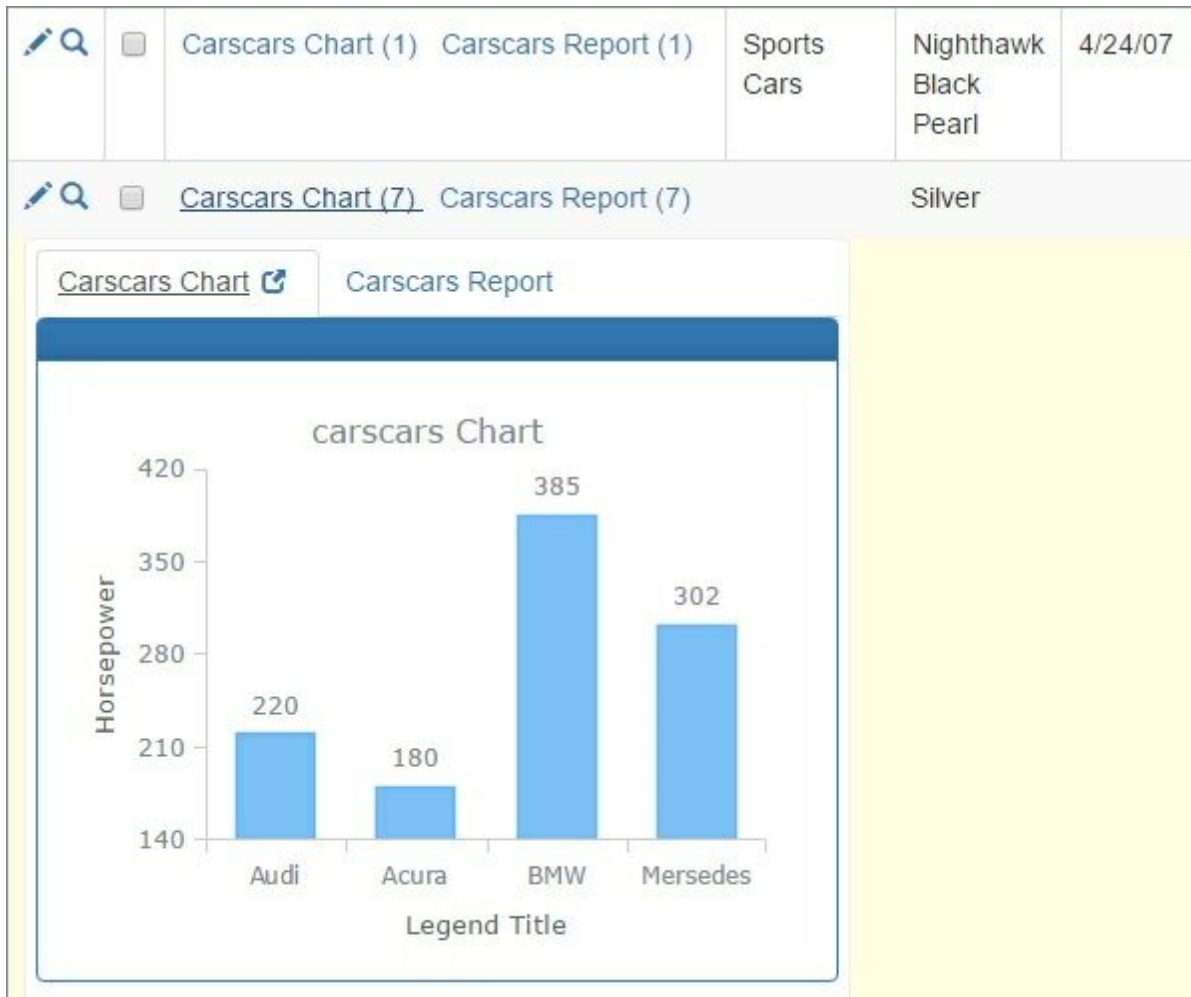 Carscars Chart (1) Carscars Report (1) Sports Cars Nighthawk Black Pearl 4/24/07
Carscars Chart (7) Carscars Report (7) Silver
Carscars Chart Carscars Report
carscars Chart
420
350
280
210
140
Horsepower
220
180
385
302
Audi Acura BMW Mersedes
Legend Title